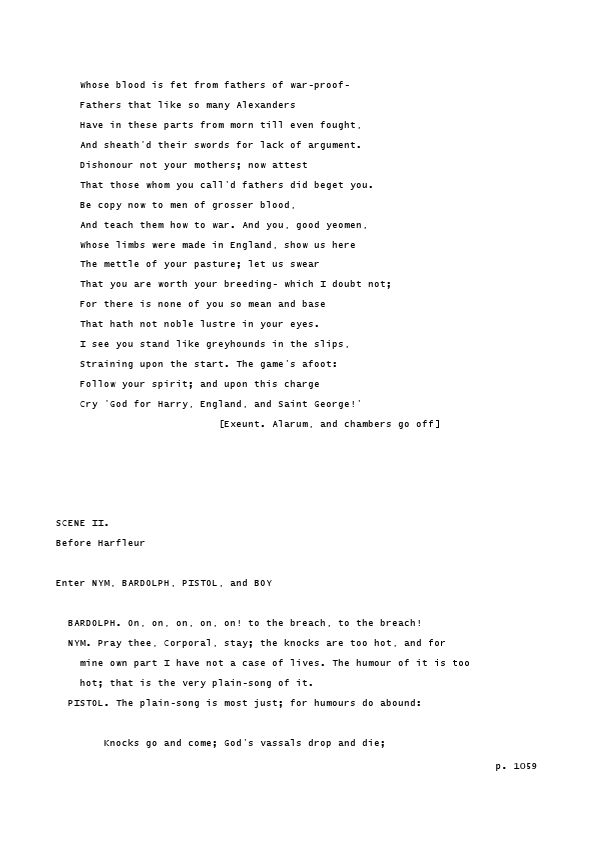 Whose blood is fet from fathers of war-proof-
Fathers that like so many Alexanders
Have in these parts from morn till even fought,
And sheath'd their swords for lack of argument.
Dishonour not your mothers; now attest
That those whom you call'd fathers did beget you.
Be copy now to men of grosser blood,
And teach them how to war. And you, good yeomen,
Whose limbs were made in England, show us here
The mettle of your pasture; let us swear
That you are worth your breeding- which I doubt not;
For there is none of you so mean and base
That hath not noble lustre in your eyes.
I see you stand like greyhounds in the slips,
Straining upon the start. The game's afoot:
Follow your spirit; and upon this charge
Cry 'God for Harry, England, and Saint George!'
[Exeunt. Alarum, and chambers go off]
SCENE II.
Before Harfleur
Enter NYM, BARDOLPH, PISTOL, and BOY
BARDOLPH. On, on, on, on, on! to the breach, to the breach!
NYM. Pray thee, Corporal, stay; the knocks are too hot, and for
mine own part I have not a case of lives. The humour of it is too
hot; that is the very plain-song of it.
PISTOL. The plain-song is most just; for humours do abound:
Knocks go and come; God's vassals drop and die;
p. 1059